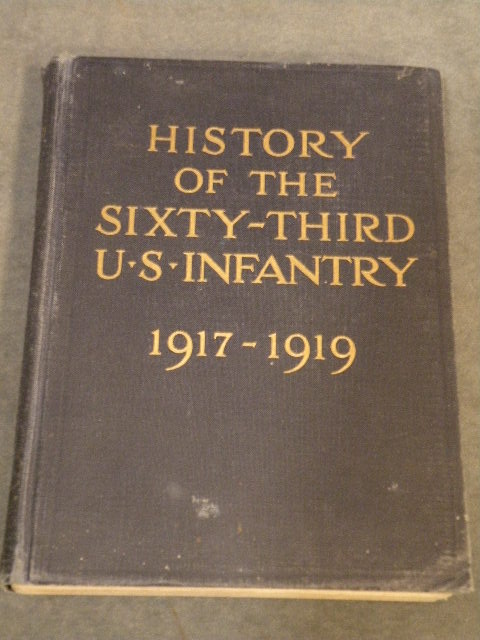 HISTORY
OF THE
SIXTY-THIRD
U·S·INFANTRY
1917-1919